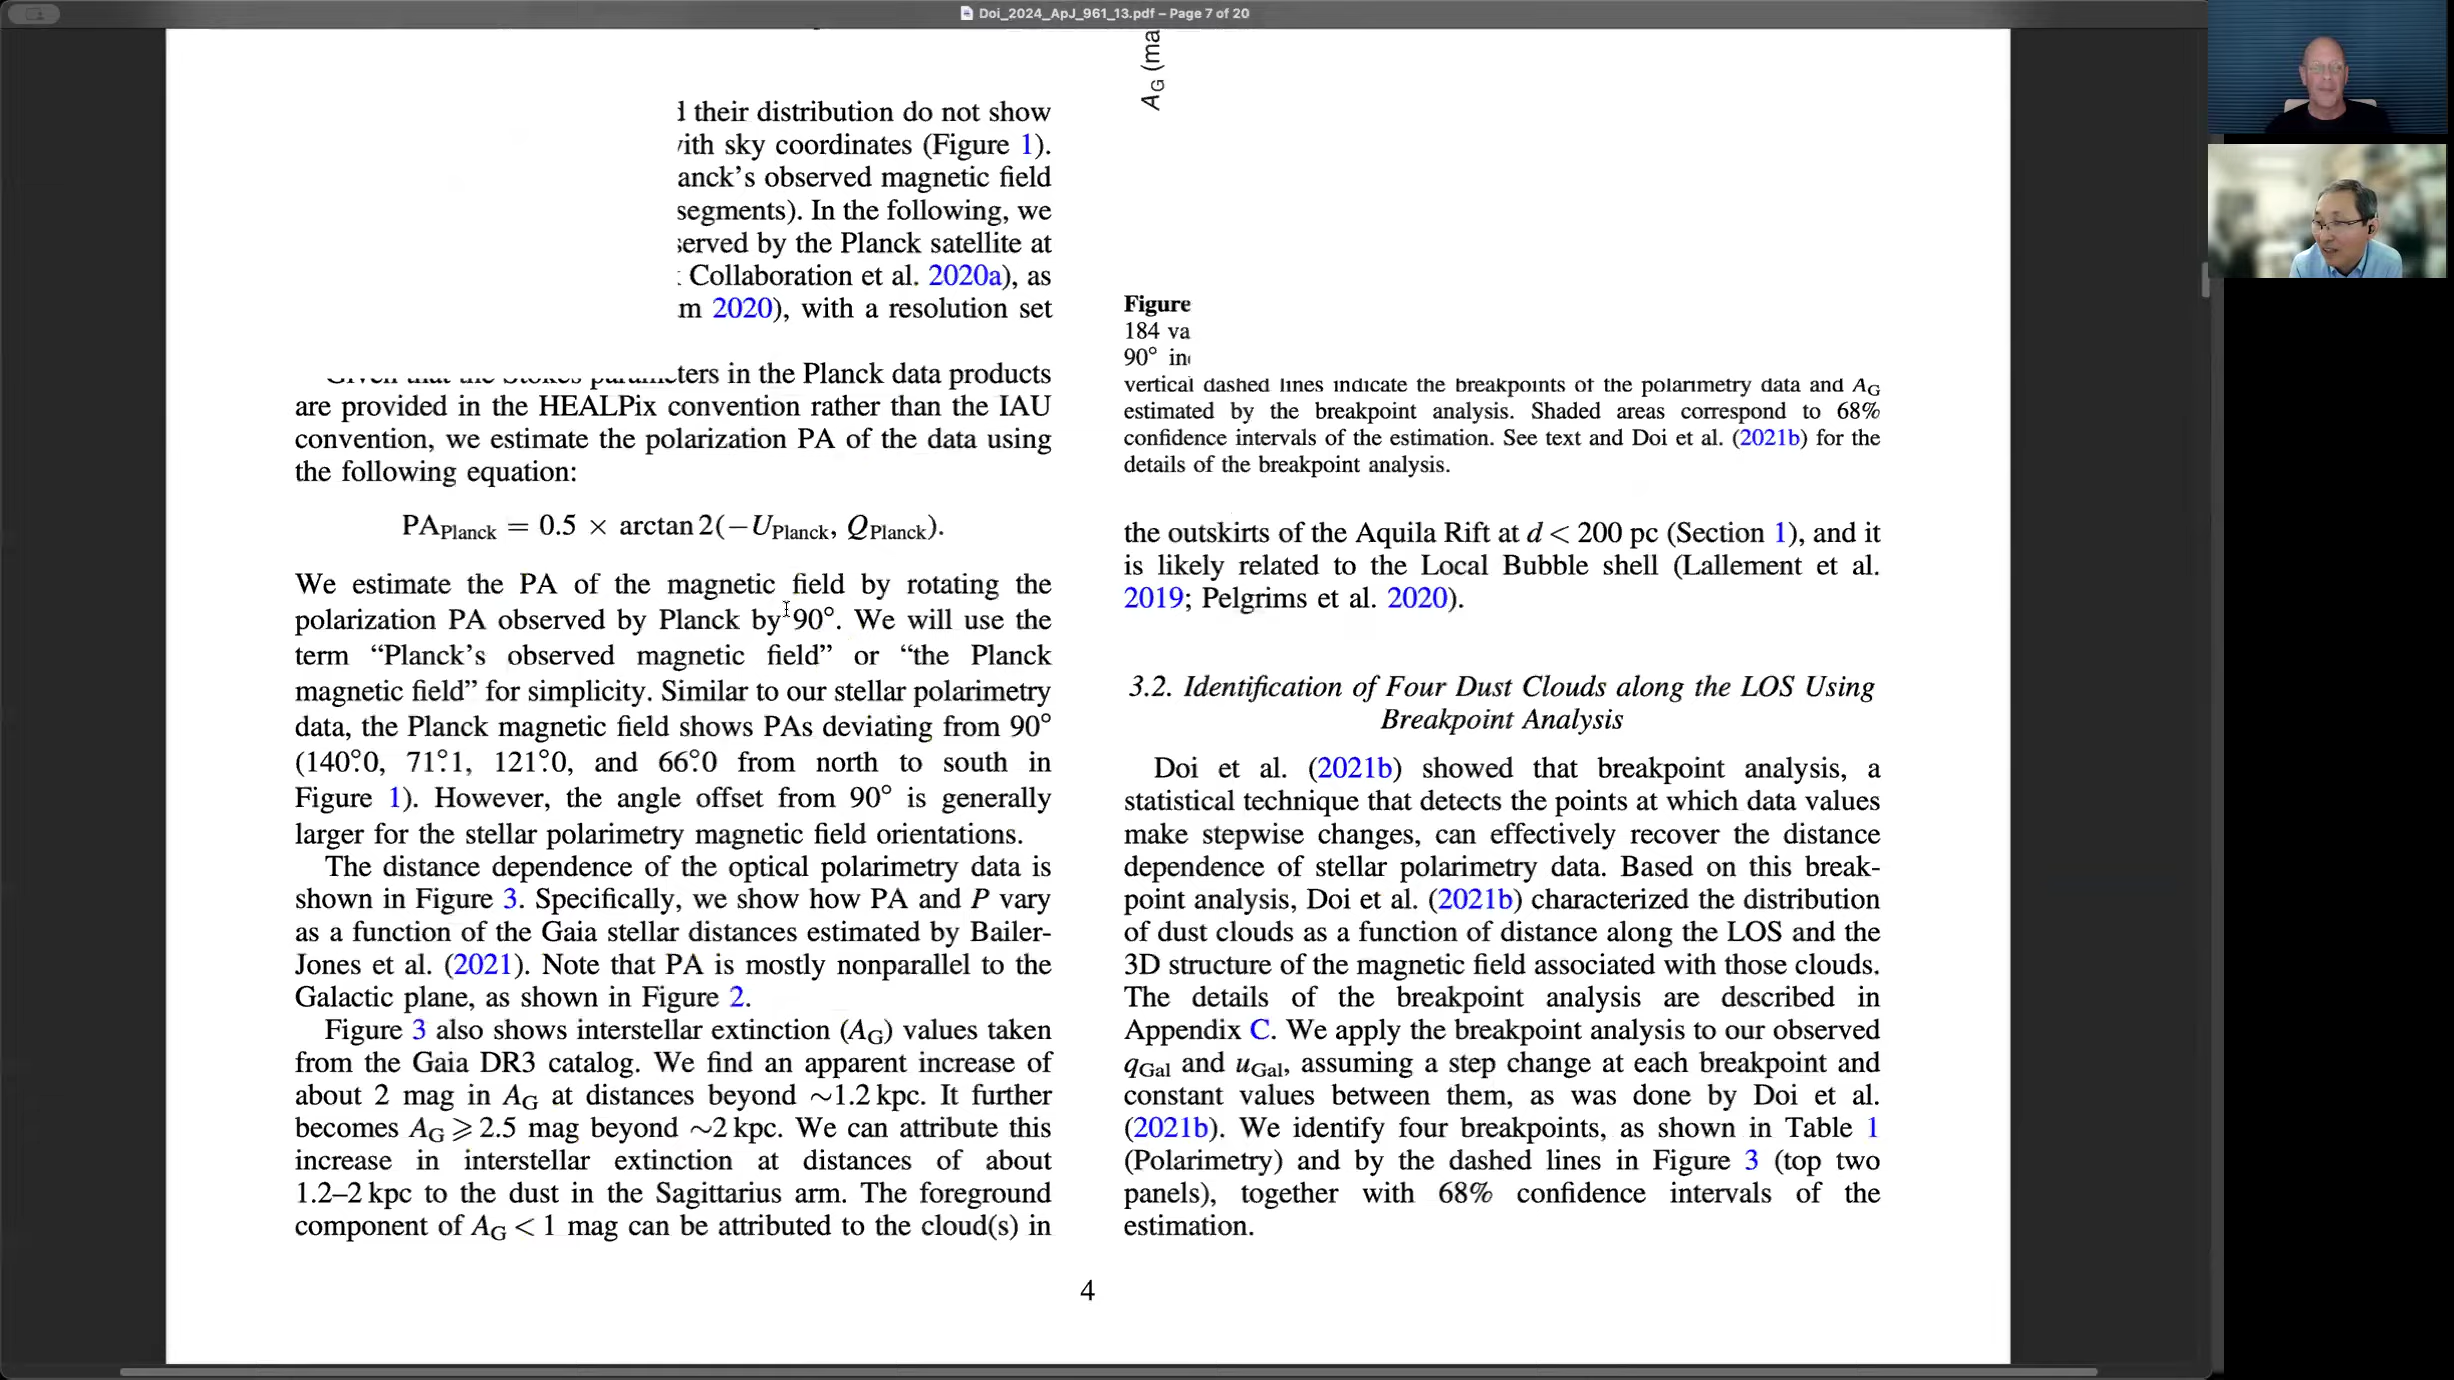 Doi_2024_ApJ_961_13.pdf – Page 7 of 20
their distribution do not show
with sky coordinates (Figure 1).
anck's observed magnetic field
segments). In the following, we
served by the Planck satellite at
Collaboration et al. 2020a), as
m 2020), with a resolution set
Given that the Stokes parameters in the Planck data products
are provided in the HEALPix convention rather than the IAU
convention, we estimate the polarization PA of the data using
the following equation:
PA_Planck = 0.5 × arctan 2(−U_Planck, Q_Planck).
We estimate the PA of the magnetic field by rotating the
polarization PA observed by Planck by 90°. We will use the
term “Planck's observed magnetic field” or “the Planck
magnetic field” for simplicity. Similar to our stellar polarimetry
data, the Planck magnetic field shows PAs deviating from 90°
(140°.0, 71°.1, 121°.0, and 66°.0 from north to south in
Figure 1). However, the angle offset from 90° is generally
larger for the stellar polarimetry magnetic field orientations.
The distance dependence of the optical polarimetry data is
shown in Figure 3. Specifically, we show how PA and P vary
as a function of the Gaia stellar distances estimated by Bailer-
Jones et al. (2021). Note that PA is mostly nonparallel to the
Galactic plane, as shown in Figure 2.
Figure 3 also shows interstellar extinction (A_G) values taken
from the Gaia DR3 catalog. We find an apparent increase of
about 2 mag in A_G at distances beyond ~1.2 kpc. It further
becomes A_G ⩾ 2.5 mag beyond ~2 kpc. We can attribute this
increase in interstellar extinction at distances of about
1.2–2 kpc to the dust in the Sagittarius arm. The foreground
component of A_G < 1 mag can be attributed to the cloud(s) in
A_G (ma
Figure
184 va
90° in
vertical dashed lines indicate the breakpoints of the polarimetry data and A_G
estimated by the breakpoint analysis. Shaded areas correspond to 68%
confidence intervals of the estimation. See text and Doi et al. (2021b) for the
details of the breakpoint analysis.
the outskirts of the Aquila Rift at d < 200 pc (Section 1), and it
is likely related to the Local Bubble shell (Lallement et al.
2019; Pelgrims et al. 2020).
3.2. Identification of Four Dust Clouds along the LOS Using
Breakpoint Analysis
Doi et al. (2021b) showed that breakpoint analysis, a
statistical technique that detects the points at which data values
make stepwise changes, can effectively recover the distance
dependence of stellar polarimetry data. Based on this break-
point analysis, Doi et al. (2021b) characterized the distribution
of dust clouds as a function of distance along the LOS and the
3D structure of the magnetic field associated with those clouds.
The details of the breakpoint analysis are described in
Appendix C. We apply the breakpoint analysis to our observed
q_Gal and u_Gal, assuming a step change at each breakpoint and
constant values between them, as was done by Doi et al.
(2021b). We identify four breakpoints, as shown in Table 1
(Polarimetry) and by the dashed lines in Figure 3 (top two
panels), together with 68% confidence intervals of the
estimation.
4